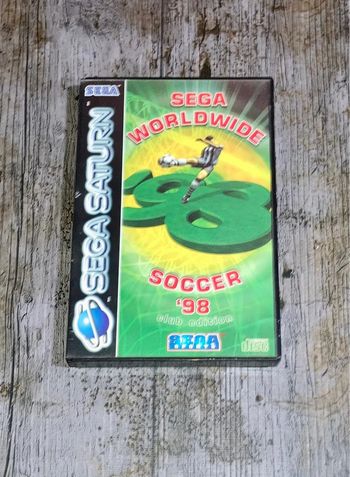 SEGA
SEGA SATURN
SEGA
WORLDWIDE
'98
SOCCER
'98
club edition
SEGA